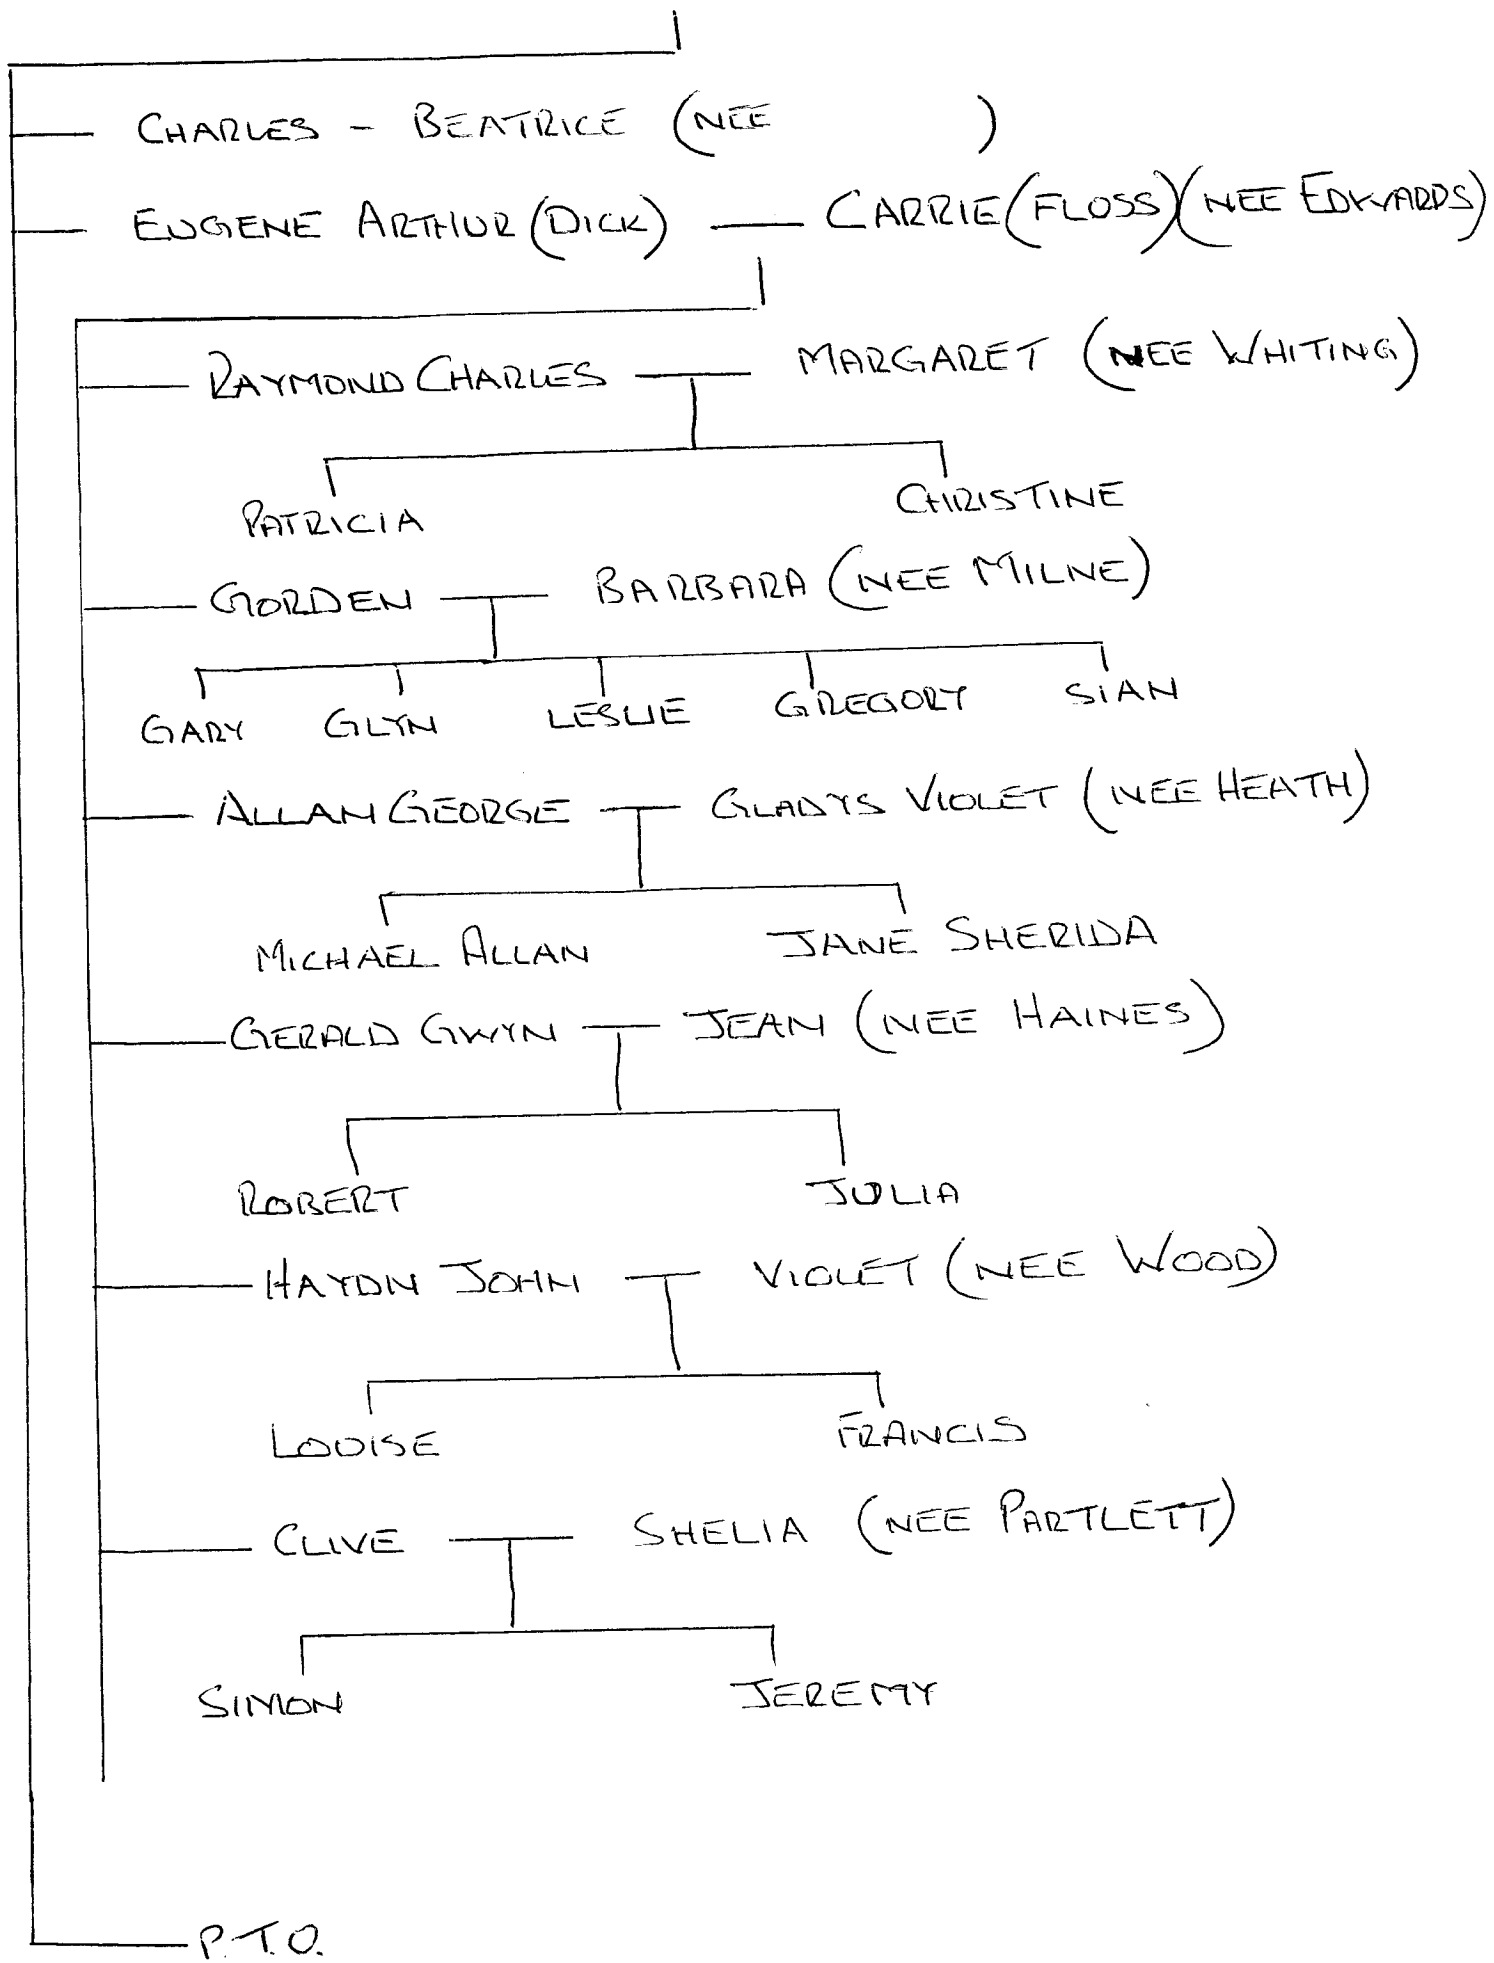 CHARLES - BEATRICE (NEE )
EUGENE ARTHUR (DICK) — CARRIE (FLOSS) (NEE EDWARDS)
RAYMOND CHARLES — MARGARET (NEE WHITING)
PATRICIA CHRISTINE
GORDEN — BARBARA (NEE MILNE)
GARY GLYN LESLIE GREGORY SIAN
ALLAN GEORGE — GLADYS VIOLET (NEE HEATH)
MICHAEL ALLAN JANE SHERIDA
GERALD GWYN — JEAN (NEE HAINES)
ROBERT JULIA
HAYDN JOHN — VIOLET (NEE WOOD)
LOUISE FRANCIS
CLIVE — SHELIA (NEE PARTLETT)
SIMON JEREMY
P.T.O.